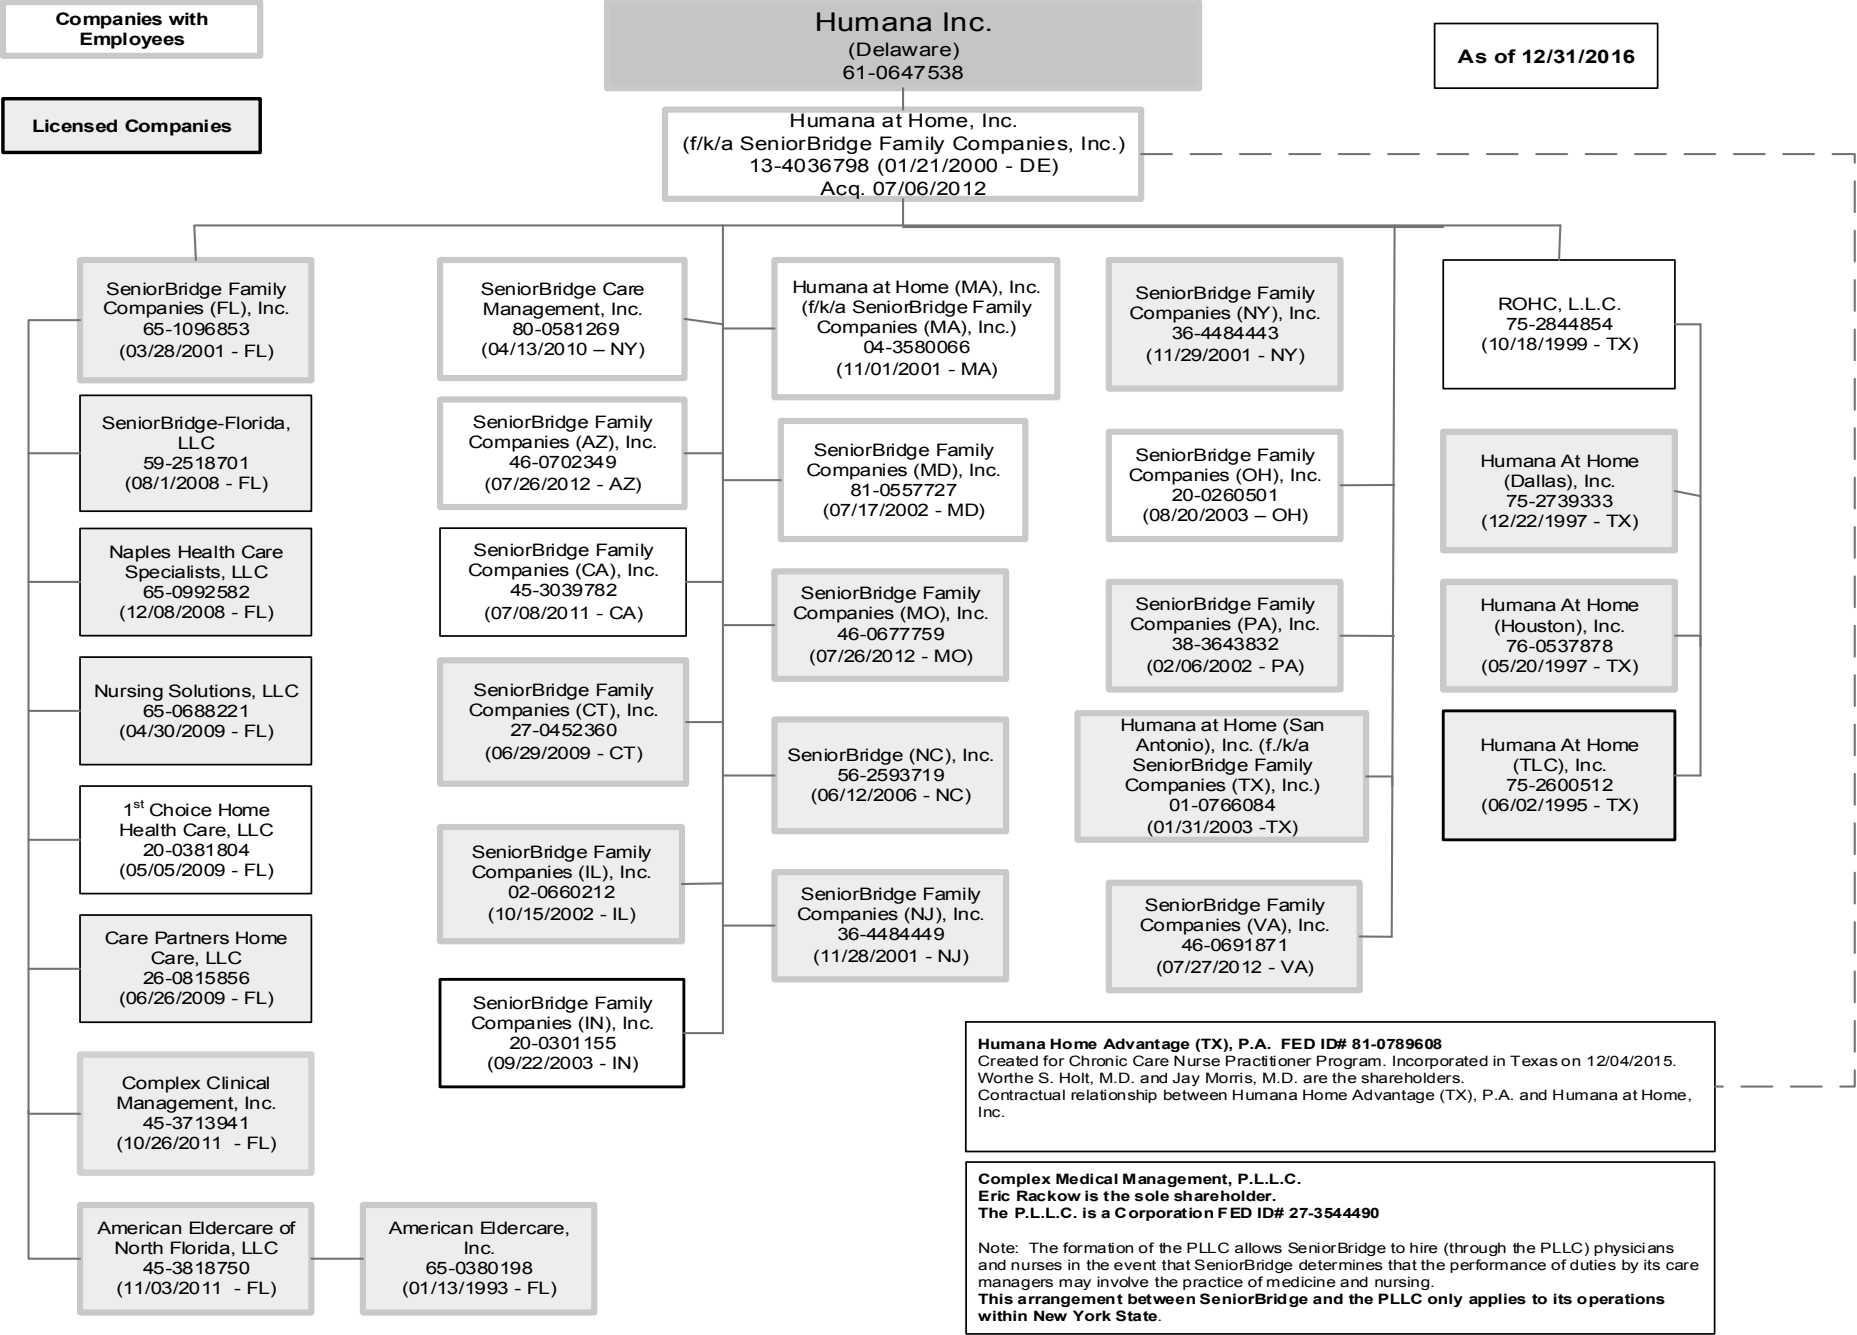 Companies with
Employees
Licensed Companies
Humana Inc.
(Delaware)
61-0647538
As of 12/31/2016
Humana at Home, Inc.
(f/k/a SeniorBridge Family Companies, Inc.)
13-4036798 (01/21/2000 - DE)
Acq. 07/06/2012
SeniorBridge Family
Companies (FL), Inc.
65-1096853
(03/28/2001 - FL)
SeniorBridge-Florida,
LLC
59-2518701
(08/1/2008 - FL)
Naples Health Care
Specialists, LLC
65-0992582
(12/08/2008 - FL)
Nursing Solutions, LLC
65-0688221
(04/30/2009 - FL)
1st Choice Home
Health Care, LLC
20-0381804
(05/05/2009 - FL)
Care Partners Home
Care, LLC
26-0815856
(06/26/2009 - FL)
Complex Clinical
Management, Inc.
45-3713941
(10/26/2011 - FL)
American Eldercare of
North Florida, LLC
45-3818750
(11/03/2011 - FL)
American Eldercare,
Inc.
65-0380198
(01/13/1993 - FL)
SeniorBridge Care
Management, Inc.
80-0581269
(04/13/2010 – NY)
SeniorBridge Family
Companies (AZ), Inc.
46-0702349
(07/26/2012 - AZ)
SeniorBridge Family
Companies (CA), Inc.
45-3039782
(07/08/2011 - CA)
SeniorBridge Family
Companies (CT), Inc.
27-0452360
(06/29/2009 - CT)
SeniorBridge Family
Companies (IL), Inc.
02-0660212
(10/15/2002 - IL)
SeniorBridge Family
Companies (IN), Inc.
20-0301155
(09/22/2003 - IN)
Humana at Home (MA), Inc.
(f/k/a SeniorBridge Family
Companies (MA), Inc.)
04-3580066
(11/01/2001 - MA)
SeniorBridge Family
Companies (MD), Inc.
81-0557727
(07/17/2002 - MD)
SeniorBridge Family
Companies (MO), Inc.
46-0677759
(07/26/2012 - MO)
SeniorBridge (NC), Inc.
56-2593719
(06/12/2006 - NC)
SeniorBridge Family
Companies (NJ), Inc.
36-4484449
(11/28/2001 - NJ)
SeniorBridge Family
Companies (NY), Inc.
36-4484443
(11/29/2001 - NY)
SeniorBridge Family
Companies (OH), Inc.
20-0260501
(08/20/2003 – OH)
SeniorBridge Family
Companies (PA), Inc.
38-3643832
(02/06/2002 - PA)
Humana at Home (San
Antonio), Inc. (f./k/a
SeniorBridge Family
Companies (TX), Inc.)
01-0766084
(01/31/2003 -TX)
SeniorBridge Family
Companies (VA), Inc.
46-0691871
(07/27/2012 - VA)
ROHC, L.L.C.
75-2844854
(10/18/1999 - TX)
Humana At Home
(Dallas), Inc.
75-2739333
(12/22/1997 - TX)
Humana At Home
(Houston), Inc.
76-0537878
(05/20/1997 - TX)
Humana At Home
(TLC), Inc.
75-2600512
(06/02/1995 - TX)
Humana Home Advantage (TX), P.A. FED ID# 81-0789608
Created for Chronic Care Nurse Practitioner Program. Incorporated in Texas on 12/04/2015.
Worthe S. Holt, M.D. and Jay Morris, M.D. are the shareholders.
Contractual relationship between Humana Home Advantage (TX), P.A. and Humana at Home,
Inc.
Complex Medical Management, P.L.L.C.
Eric Rackow is the sole shareholder.
The P.L.L.C. is a Corporation FED ID# 27-3544490
Note: The formation of the PLLC allows SeniorBridge to hire (through the PLLC) physicians
and nurses in the event that SeniorBridge determines that the performance of duties by its care
managers may involve the practice of medicine and nursing.
This arrangement between SeniorBridge and the PLLC only applies to its operations
within New York State.